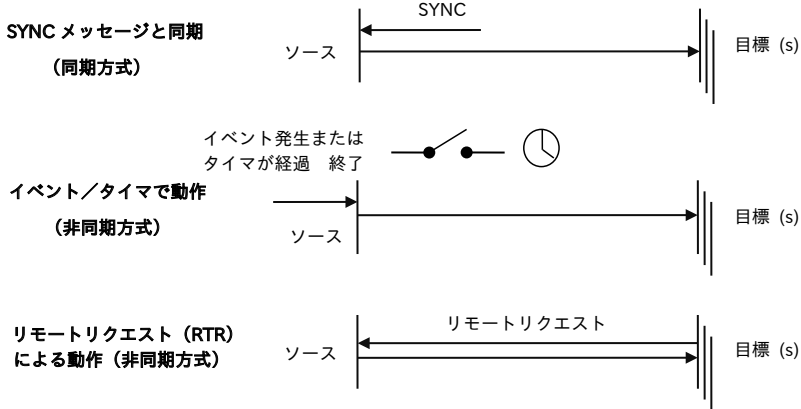 SYNC メッセージと同期
（同期方式）
SYNC
ソース
目標 (s)
イベント発生または
タイマが経過　終了
イベント／タイマで動作
（非同期方式）
ソース
目標 (s)
リモートリクエスト（RTR）
による動作（非同期方式）
リモートリクエスト
ソース
目標 (s)